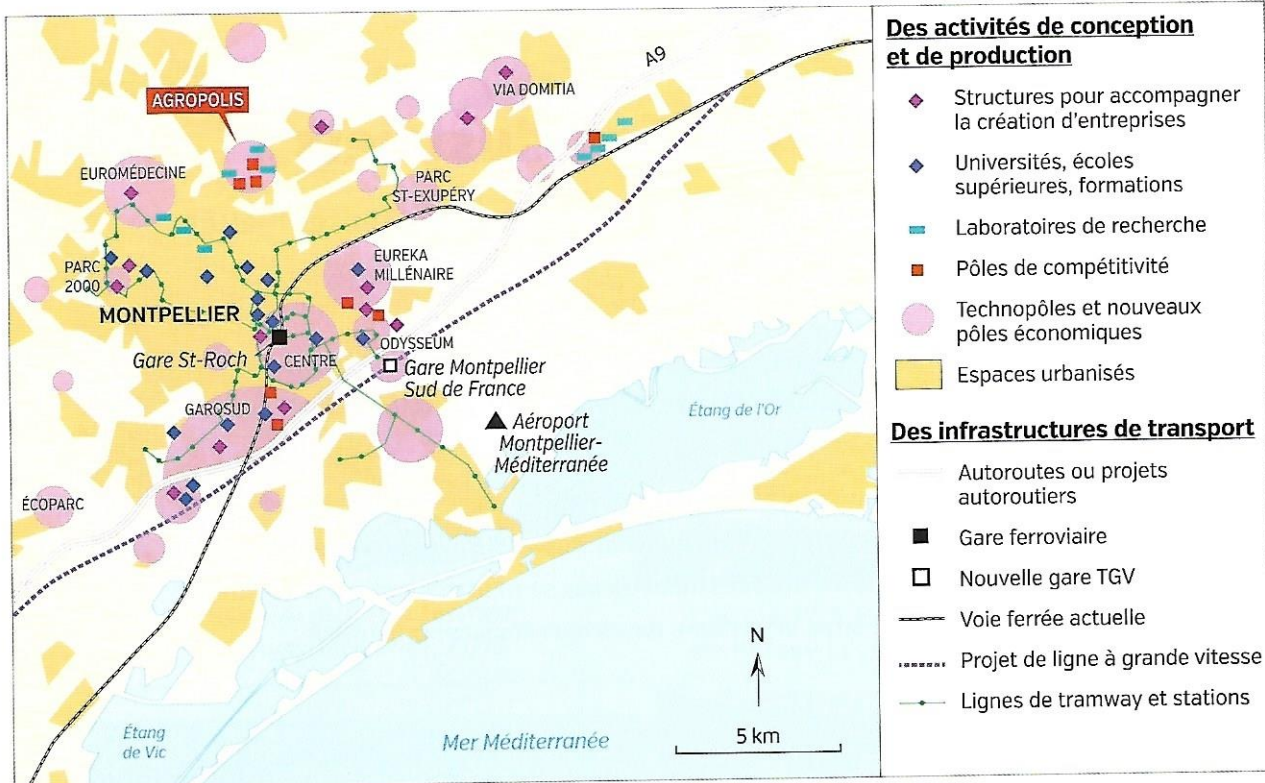 A9
VIA DOMITIA
AGROPOLIS
EUROMÉDECINE
PARC
ST-EXUPÉRY
PARC
2000
EUREKA
MILLÉNAIRE
MONTPELLIER
Gare St-Roch
CENTRE
ODYSSEUM
Gare Montpellier
Sud de France
GAROSUD
Aéroport
Montpellier-
Méditerranée
Étang de l'Or
ÉCOPARC
Étang
de Vic
Mer Méditerranée
N
5 km
Des activités de conception
et de production
Structures pour accompagner
la création d'entreprises
Universités, écoles
supérieures, formations
Laboratoires de recherche
Pôles de compétitivité
Technopôles et nouveaux
pôles économiques
Espaces urbanisés
Des infrastructures de transport
Autoroutes ou projets
autoroutiers
Gare ferroviaire
Nouvelle gare TGV
Voie ferrée actuelle
Projet de ligne à grande vitesse
Lignes de tramway et stations